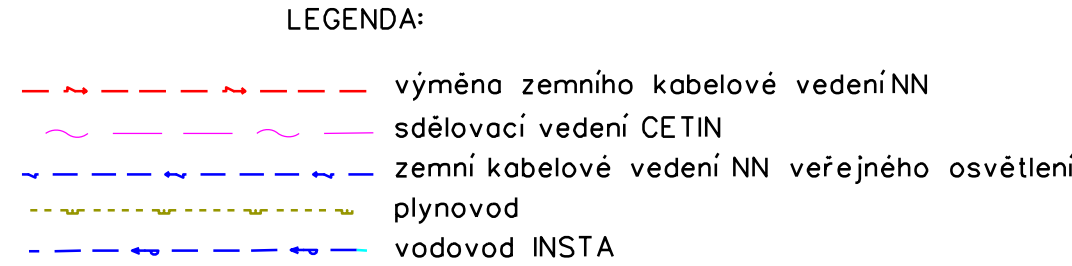 LEGENDA:
výměna zemního kabelové vedení NN
sdělovací vedení CETIN
zemní kabelové vedení NN veřejného osvětlení
plynovod
vodovod INSTA